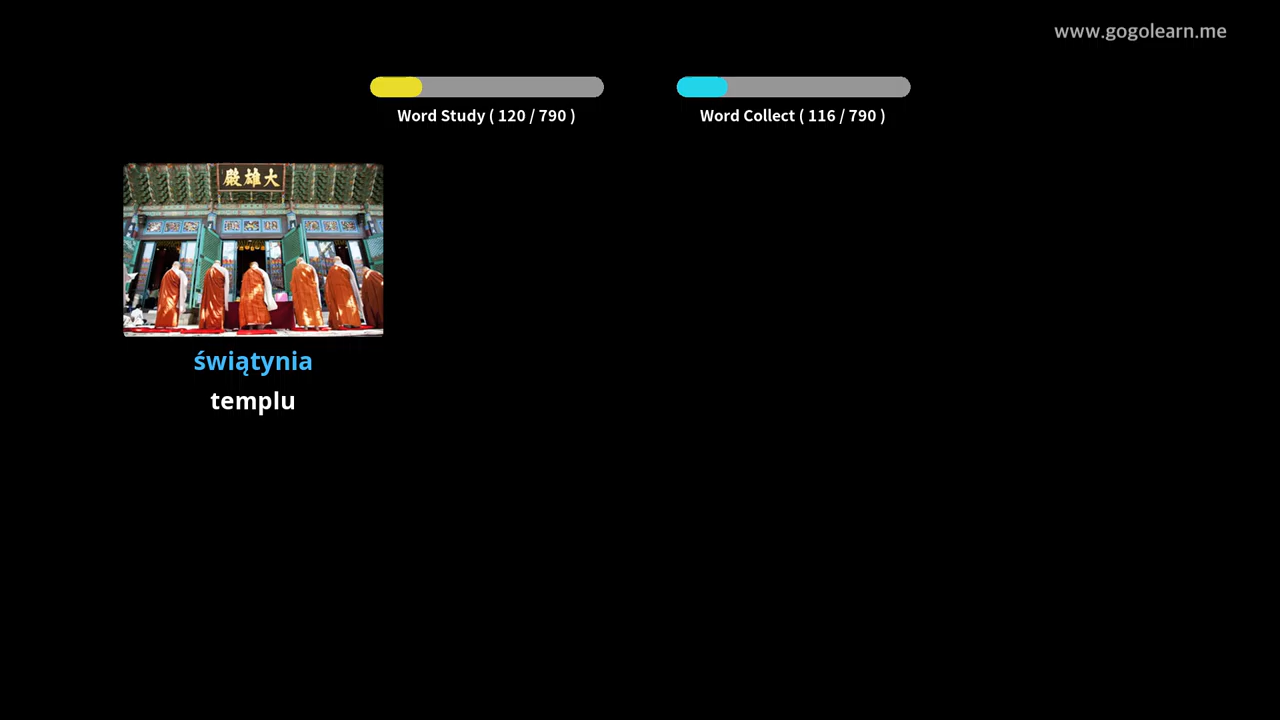 www.gogolearn.me
Word Study ( 120 / 790 )
Word Collect ( 116 / 790 )
殿雄大
świątynia
templu